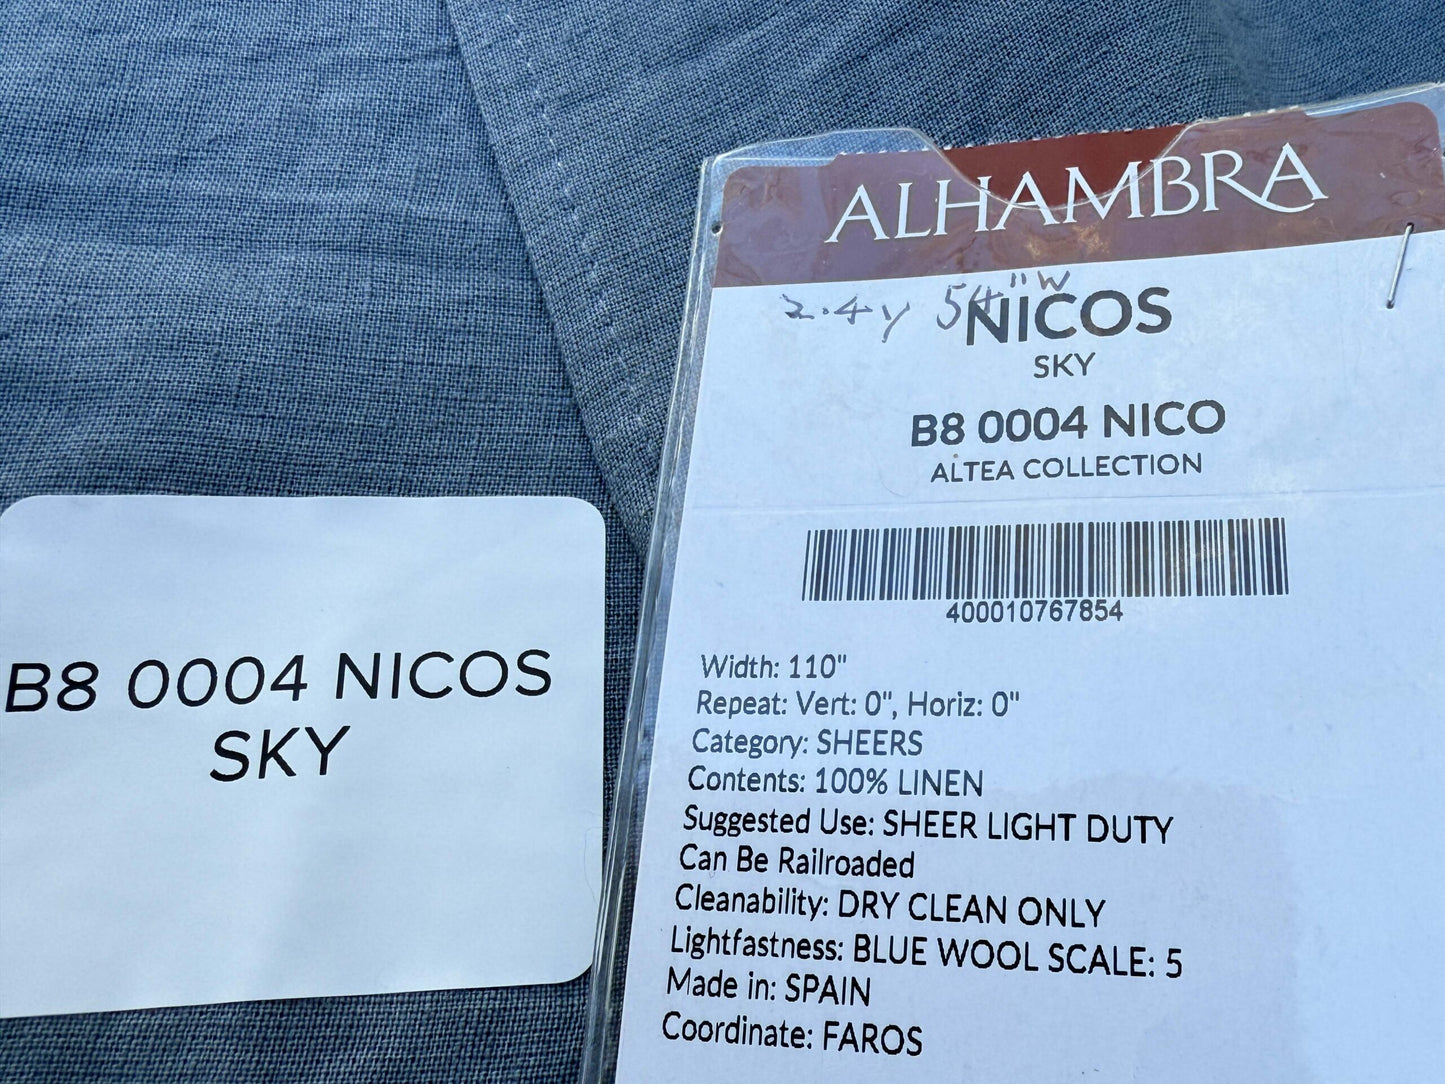 ALHAMBRA
2.4y 54"W
NICOS
SKY
B8 0004 NICO
ALTEA COLLECTION
400010767854
Width: 110"
Repeat: Vert: 0", Horiz: 0"
Category: SHEERS
Contents: 100% LINEN
Suggested Use: SHEER LIGHT DUTY
Can Be Railroaded
Cleanability: DRY CLEAN ONLY
Lightfastness: BLUE WOOL SCALE: 5
Made in: SPAIN
Coordinate: FAROS
B8 0004 NICOS
SKY